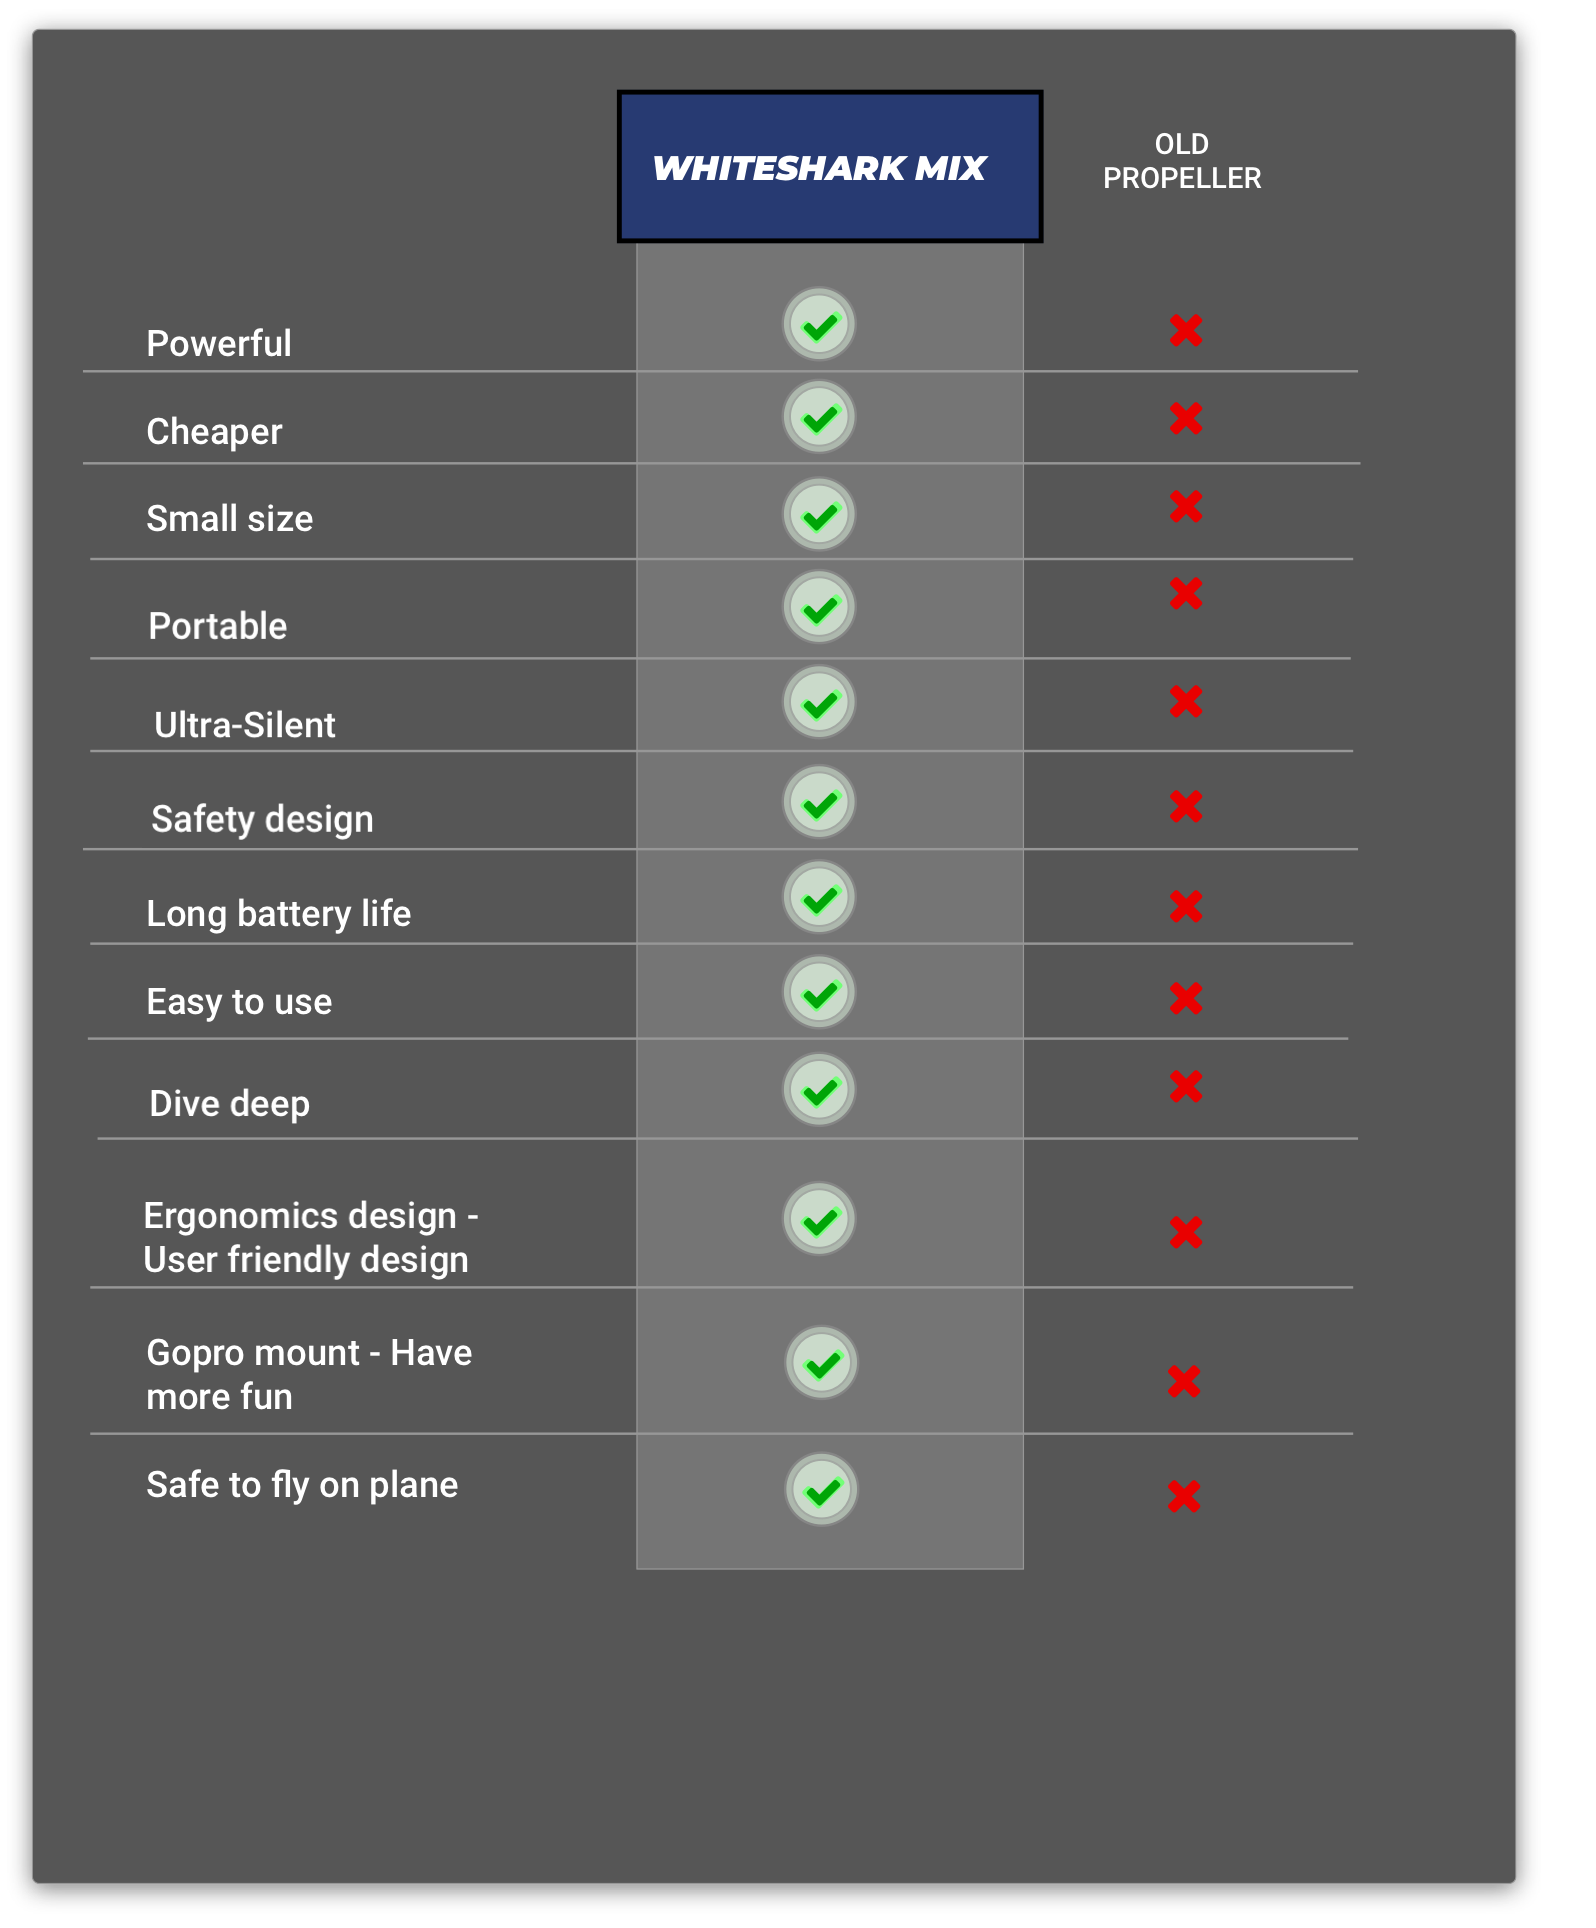 WHITESHARK MIX
OLD
PROPELLER
Powerful
Cheaper
Small size
Portable
Ultra-Silent
Safety design
Long battery life
Easy to use
Dive deep
Ergonomics design -
User friendly design
Gopro mount - Have
more fun
Safe to fly on plane